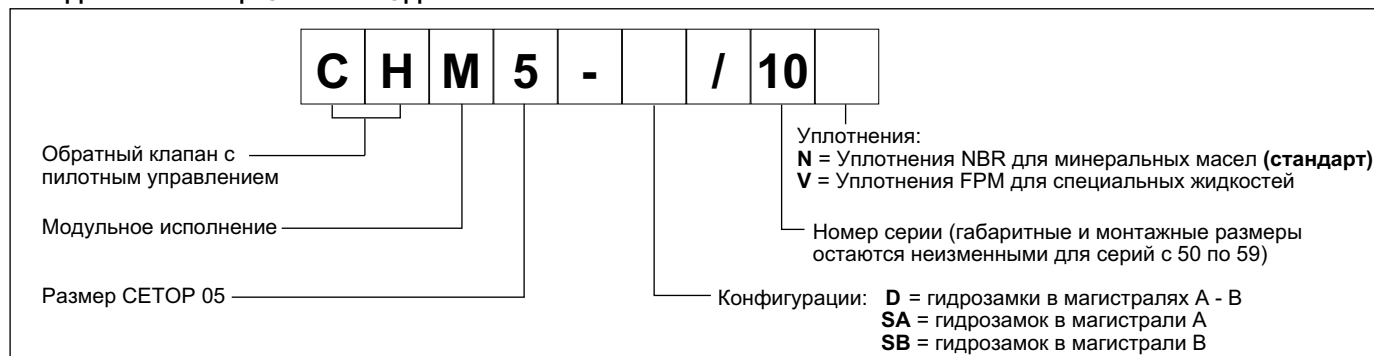 CHM5-   /10
Уплотнения:
N = Уплотнения NBR для минеральных масел (стандарт)
V = Уплотнения FPM для специальных жидкостей
Обратный клапан с
пилотным управлением
Модульное исполнение
Номер серии (габаритные и монтажные размеры
остаются неизменными для серий с 50 по 59)
Размер CETOP 05
Конфигурации: D = гидрозамки в магистралях A - B
SA = гидрозамок в магистрали A
SB = гидрозамок в магистрали B